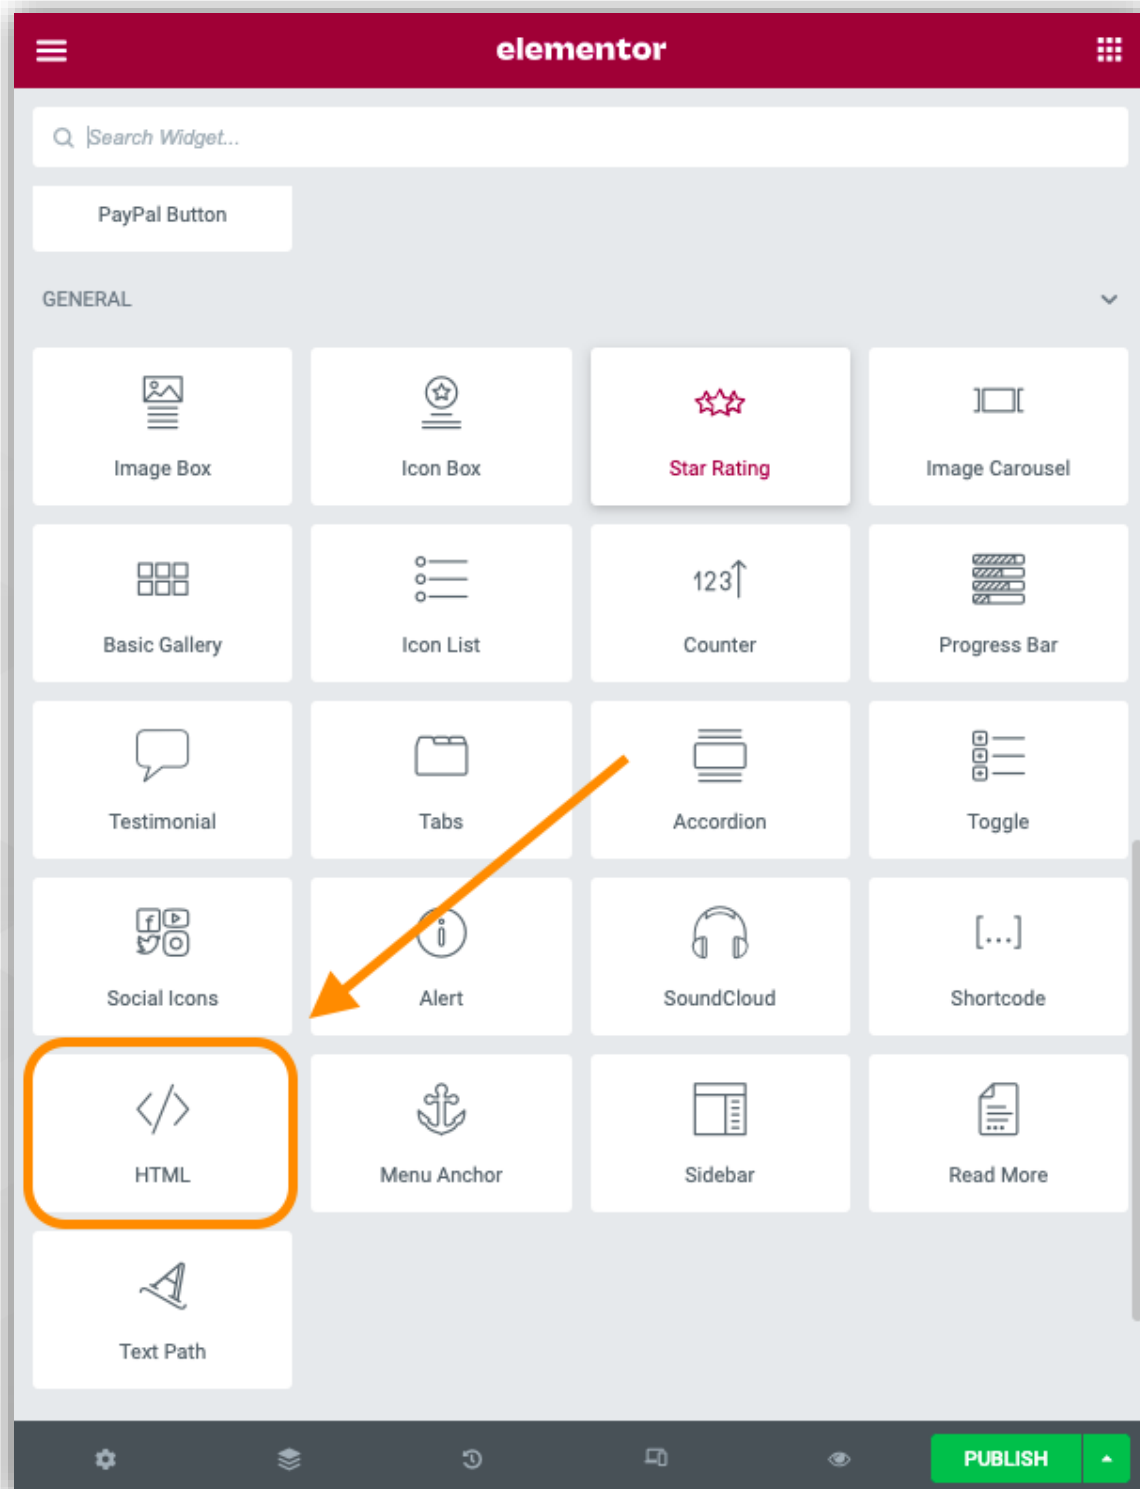 elementor
Search Widget...
PayPal Button
GENERAL
Image Box
Icon Box
Star Rating
Image Carousel
Basic Gallery
Icon List
123
Counter
Progress Bar
Testimonial
Tabs
Accordion
Toggle
Social Icons
Alert
SoundCloud
[...]
Shortcode
</>
HTML
Menu Anchor
Sidebar
Read More
A
Text Path
PUBLISH